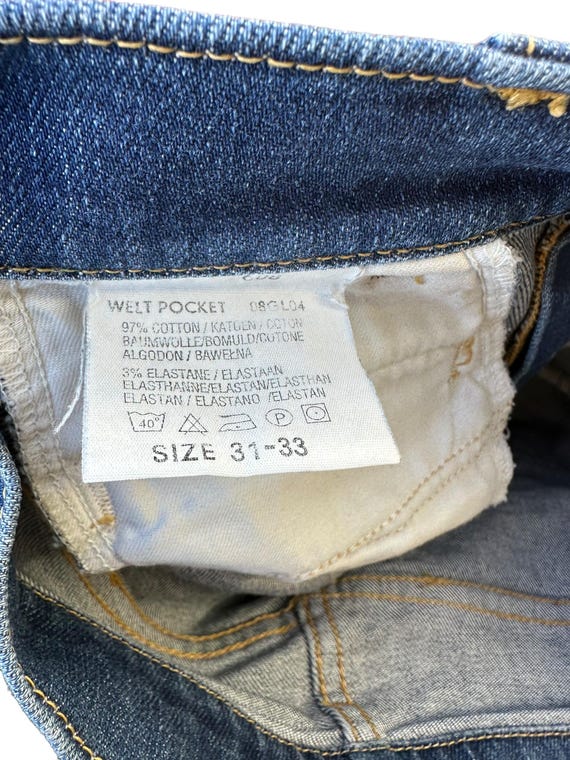 WELT POCKET 08GL04
97% COTTON / KATOEN / COTON
BAUMWOLLE/BOMULD/COTONE
ALGODON / BAWEŁNA
3% ELASTANE / ELASTAAN
ELASTHANNE/ELASTAN/ELASTHAN
ELASTAN / ELASTANO /ELASTAN
40° P
SIZE 31-33